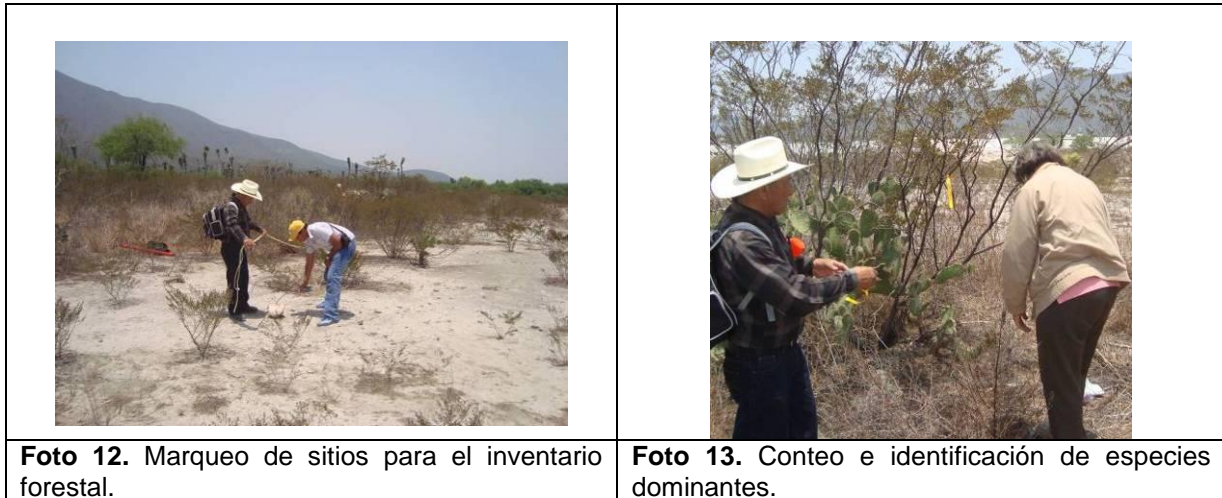 Foto 12. Marqueo de sitios para el inventario
forestal.
Foto 13. Conteo e identificación de especies
dominantes.